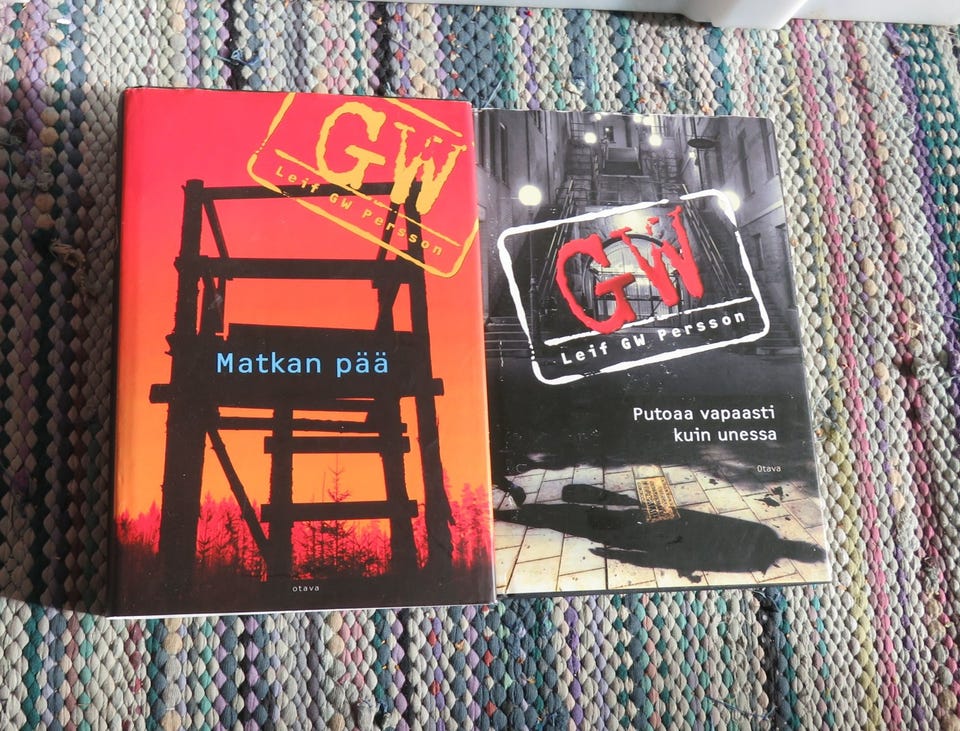 GW
Leif GW Persson
Matkan pää
otava
GW
Leif GW Persson
Putoaa vapaasti
kuin unessa
Otava